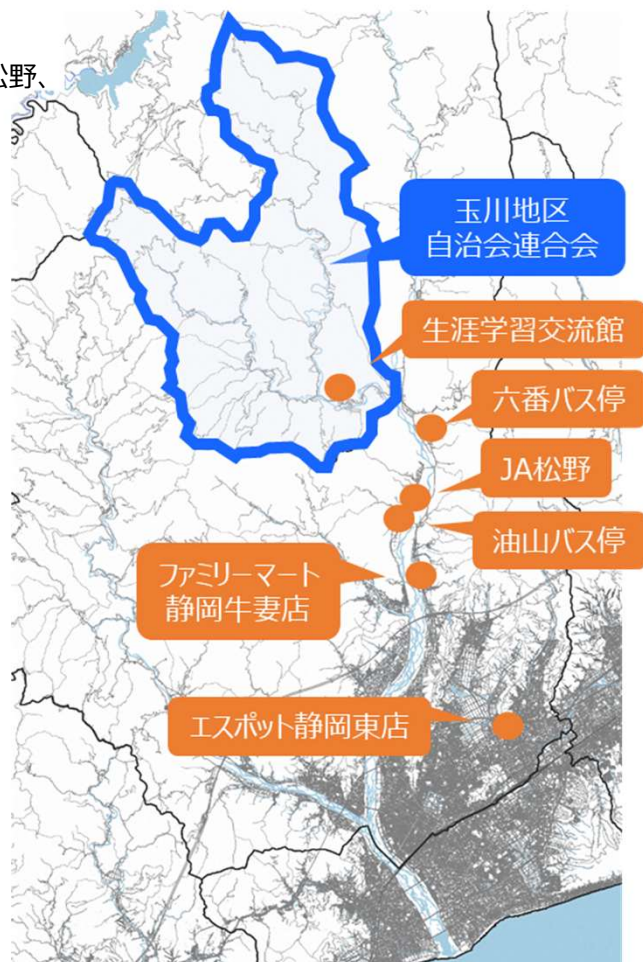 松野、
玉川地区
自治会連合会
生涯学習交流館
六番バス停
JA松野
油山バス停
ファミリーマート
静岡牛妻店
エスポット静岡東店